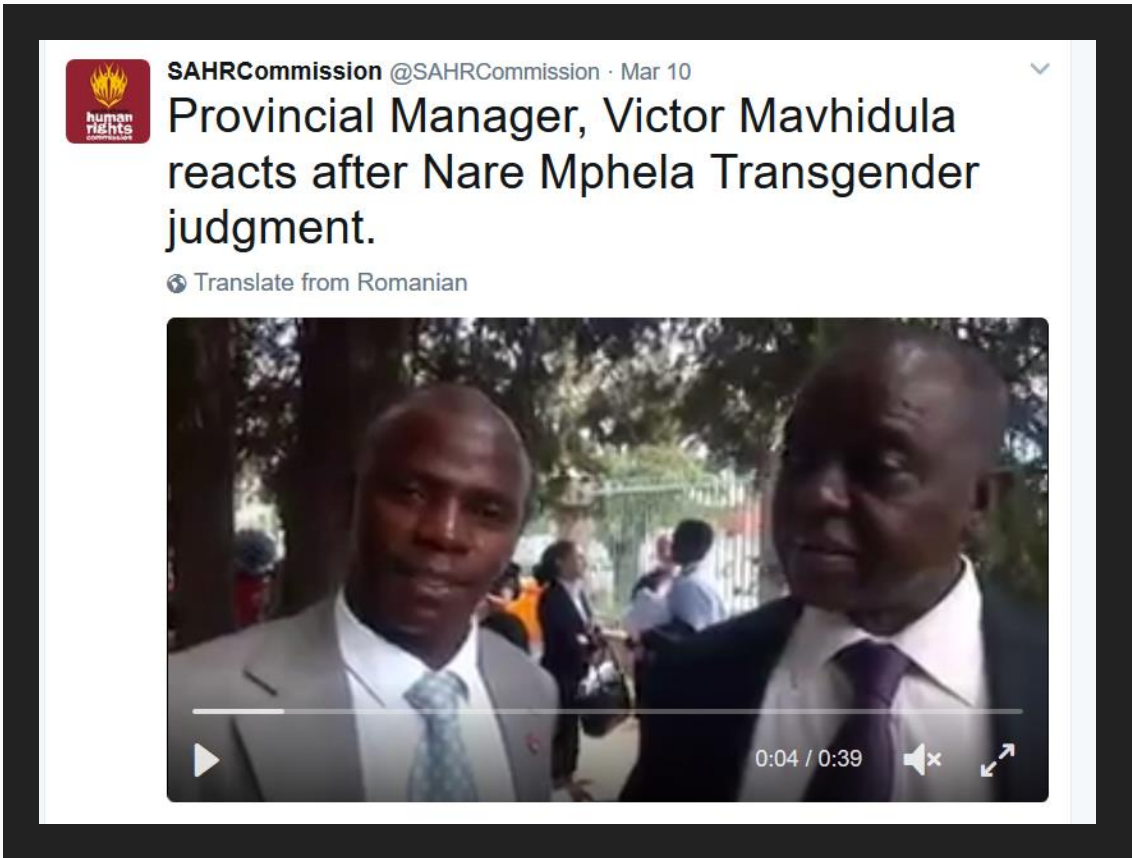 SAHRCommission @SAHRCommission · Mar 10
Provincial Manager, Victor Mavhidula
reacts after Nare Mphela Transgender
judgment.
Translate from Romanian
human
rights
commission
0:04 / 0:39